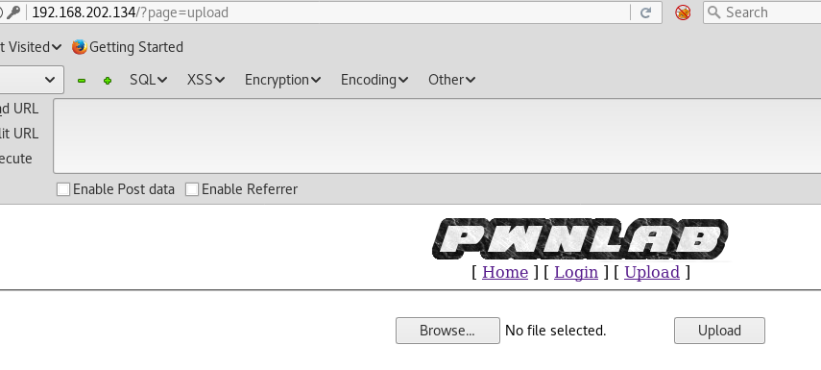 192.168.202.134/?page=upload Search
t Visited Getting Started
SQL XSS Encryption Encoding Other
d URL
lit URL
ecute
Enable Post data Enable Referrer
PWNLAB
[ Home ] [ Login ] [ Upload ]
Browse... No file selected. Upload